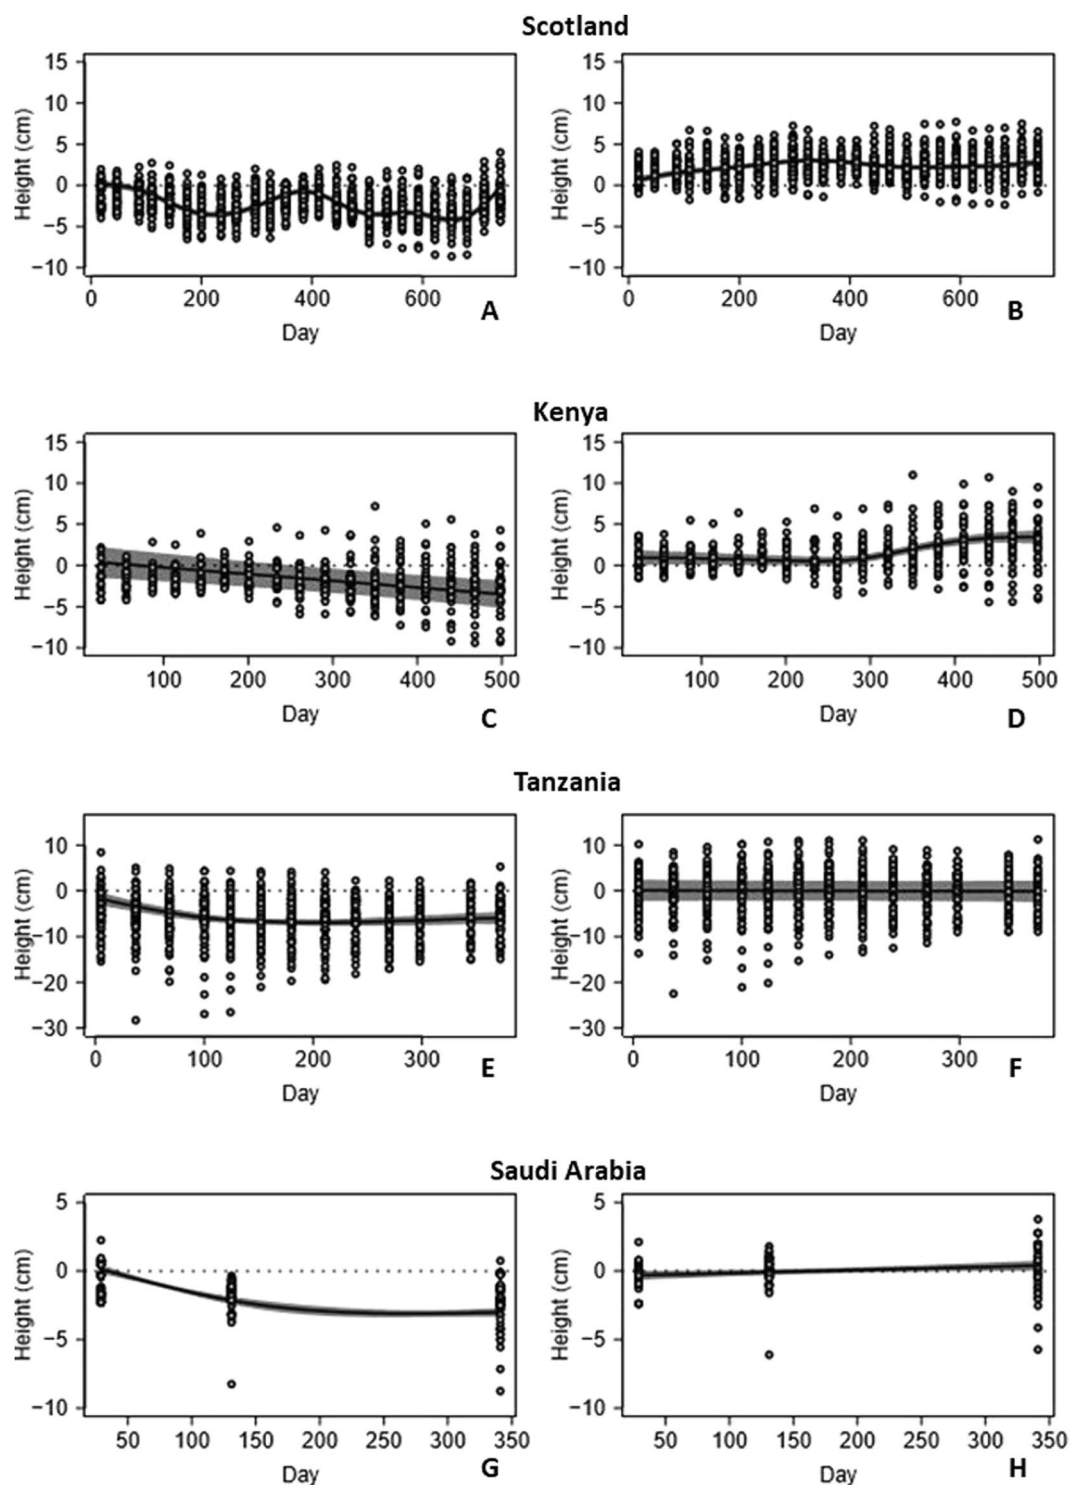 Scotland
15
10
5
0
−5
−10
Height (cm)
0 200 400 600
Day
A
15
10
5
0
−5
−10
Height (cm)
0 200 400 600
Day
B
Kenya
15
10
5
0
−5
−10
Height (cm)
100 200 300 400 500
Day
C
15
10
5
0
−5
−10
Height (cm)
100 200 300 400 500
Day
D
Tanzania
10
0
−10
−20
−30
Height (cm)
0 100 200 300
Day
E
10
0
−10
−20
−30
Height (cm)
0 100 200 300
Day
F
Saudi Arabia
5
0
−5
−10
Height (cm)
50 100 150 200 250 300 350
Day
G
5
0
−5
−10
Height (cm)
50 100 150 200 250 300 350
Day
H